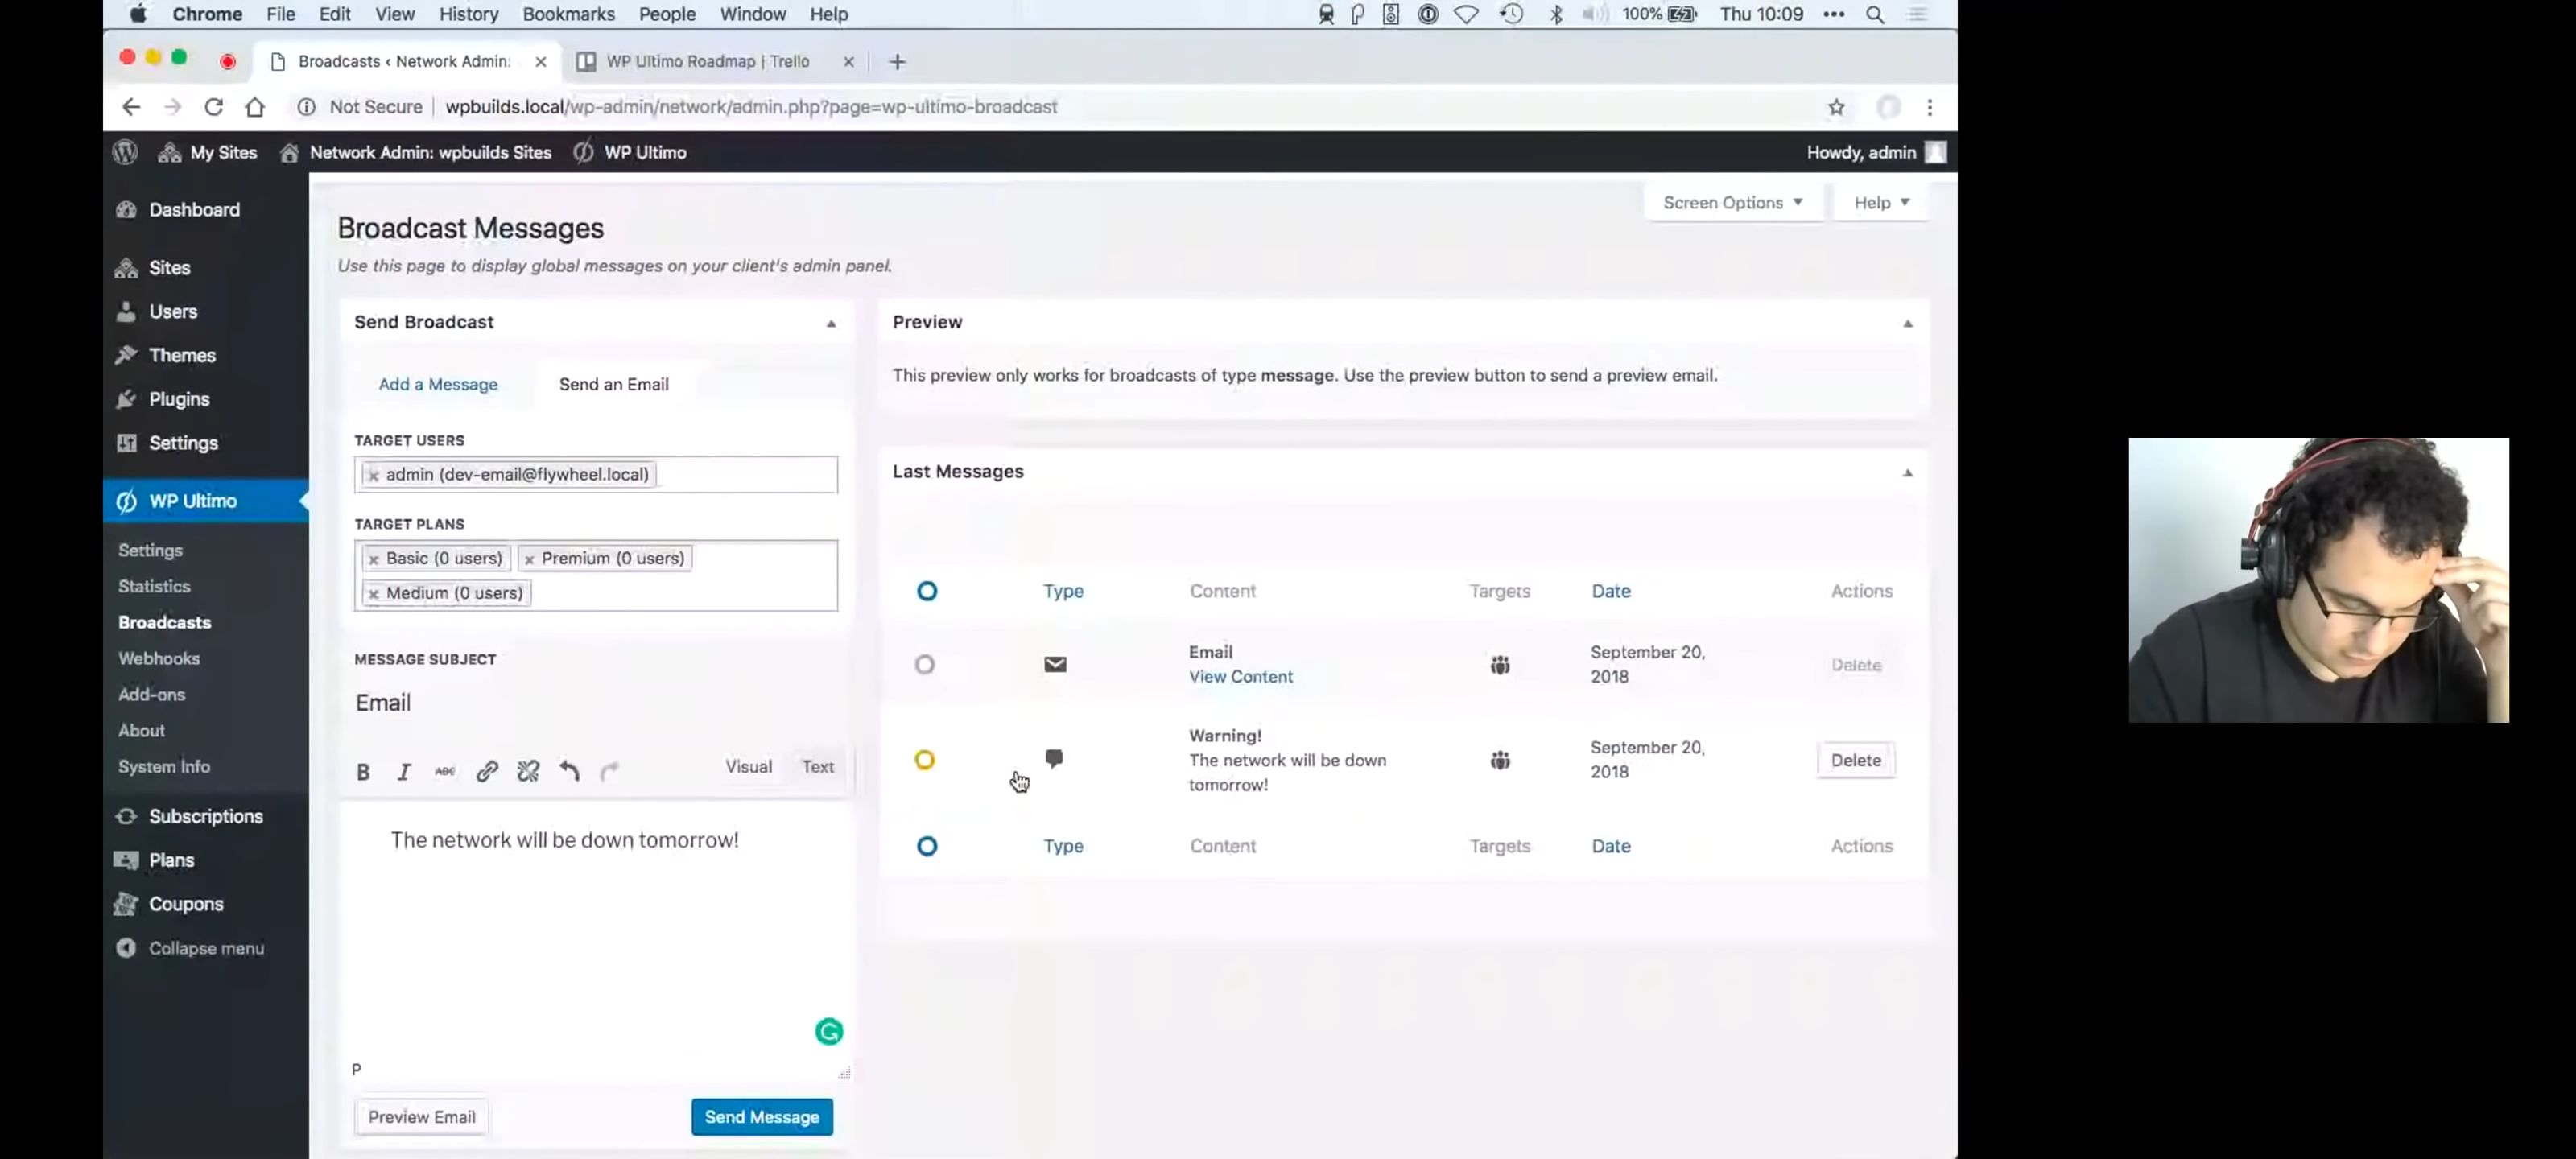 Chrome File Edit View History Bookmarks People Window Help 100% Thu 10:09
Broadcasts ‹ Network Admin: WP Ultimo Roadmap | Trello
Not Secure wpbuilds.local/wp-admin/network/admin.php?page=wp-ultimo-broadcast
My Sites Network Admin: wpbuilds Sites WP Ultimo Howdy, admin
Screen Options Help
Dashboard
Sites
Users
Themes
Plugins
Settings
WP Ultimo
Settings
Statistics
Broadcasts
Webhooks
Add-ons
About
System Info
Subscriptions
Plans
Coupons
Collapse menu
Broadcast Messages
Use this page to display global messages on your client's admin panel.
Send Broadcast
Add a Message Send an Email
TARGET USERS
× admin (dev-email@flywheel.local)
TARGET PLANS
× Basic (0 users) × Premium (0 users)
× Medium (0 users)
MESSAGE SUBJECT
Email
B I ABC Visual Text
The network will be down tomorrow!
P
Preview Email Send Message
Preview
This preview only works for broadcasts of type message. Use the preview button to send a preview email.
Last Messages
Type Content Targets Date Actions
Email
View Content
September 20,
2018
Delete
Warning!
The network will be down
tomorrow!
September 20,
2018
Delete
Type Content Targets Date Actions